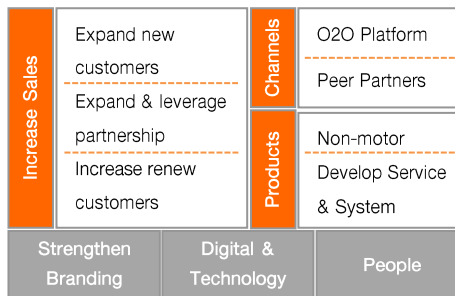 Increase Sales
Expand new
customers
Expand & leverage
partnership
Increase renew
customers
Channels
O2O Platform
Peer Partners
Products
Non-motor
Develop Service
& System
Strengthen
Branding
Digital &
Technology
People